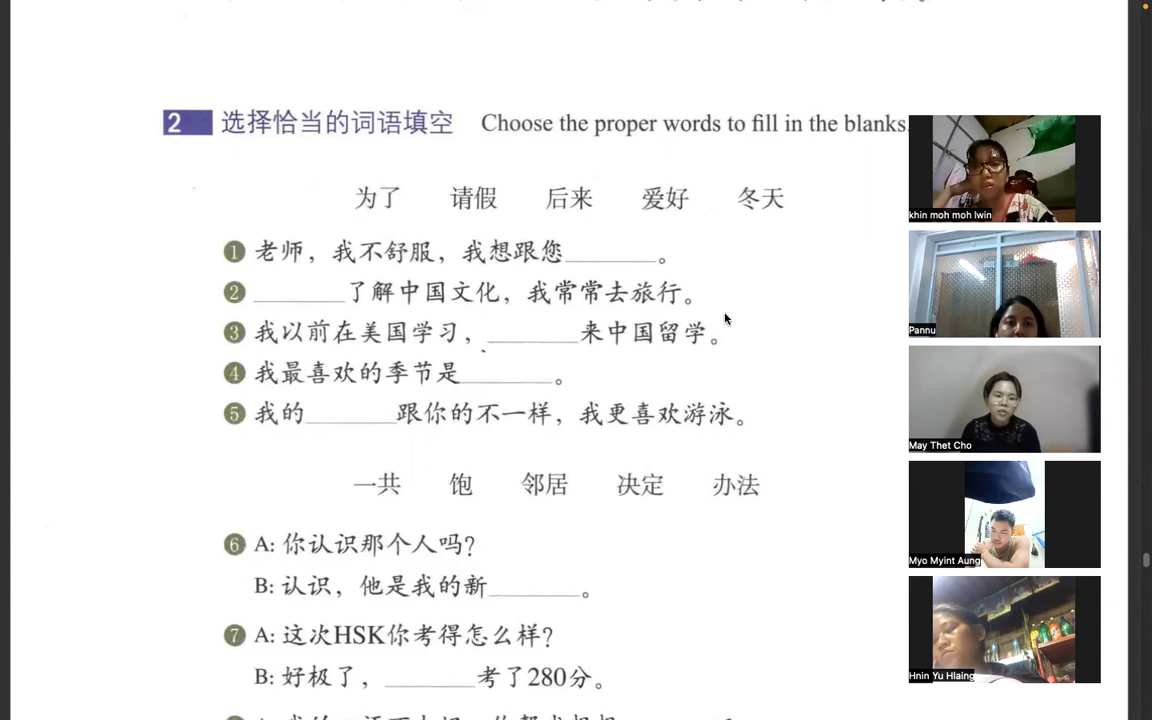 2 选择恰当的词语填空 Choose the proper words to fill in the blanks.
为了 请假 后来 爱好 冬天
① 老师，我不舒服，我想跟您________。
② ________了解中国文化，我常常去旅行。
③ 我以前在美国学习，________来中国留学。
④ 我最喜欢的季节是________。
⑤ 我的________跟你的不一样，我更喜欢游泳。
一共 饱 邻居 决定 办法
⑥ A: 你认识那个人吗？
B: 认识，他是我的新________。
⑦ A: 这次HSK你考得怎么样？
B: 好极了，________考了280分。
khin moh moh lwin
Pannu
May Thet Cho
Myo Myint Aung
Hnin Yu Hlaing